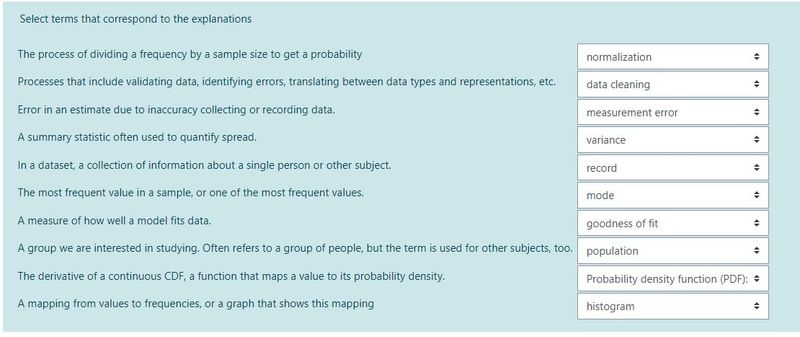 Select terms that correspond to the explanations
The process of dividing a frequency by a sample size to get a probability normalization
Processes that include validating data, identifying errors, translating between data types and representations, etc. data cleaning
Error in an estimate due to inaccuracy collecting or recording data. measurement error
A summary statistic often used to quantify spread. variance
In a dataset, a collection of information about a single person or other subject. record
The most frequent value in a sample, or one of the most frequent values. mode
A measure of how well a model fits data. goodness of fit
A group we are interested in studying. Often refers to a group of people, but the term is used for other subjects, too. population
The derivative of a continuous CDF, a function that maps a value to its probability density. Probability density function (PDF):
A mapping from values to frequencies, or a graph that shows this mapping histogram